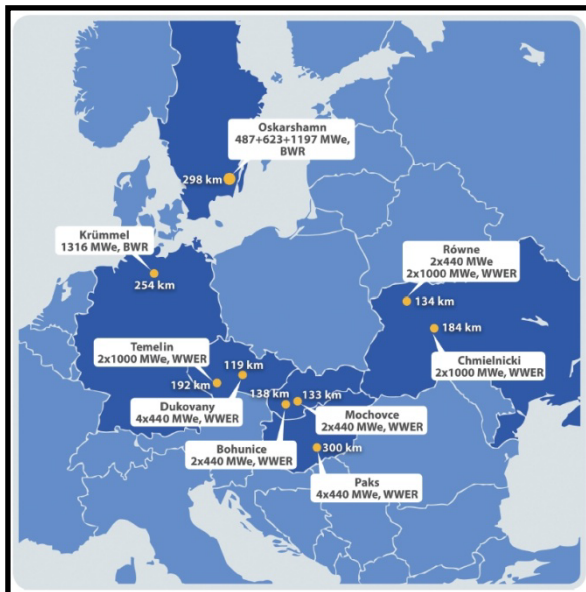 Oskarshamn
487+623+1197 MWe,
BWR
298 km
Krümmel
1316 MWe, BWR
254 km
Równe
2x440 MWe
2x1000 MWe, WWER
134 km
184 km
Chmielnicki
2x1000 MWe, WWER
Temelin
2x1000 MWe, WWER
119 km
192 km
Dukovany
4x440 MWe, WWER
138 km
133 km
Mochovce
2x440 MWe, WWER
Bohunice
2x440 MWe, WWER
300 km
Paks
4x440 MWe, WWER